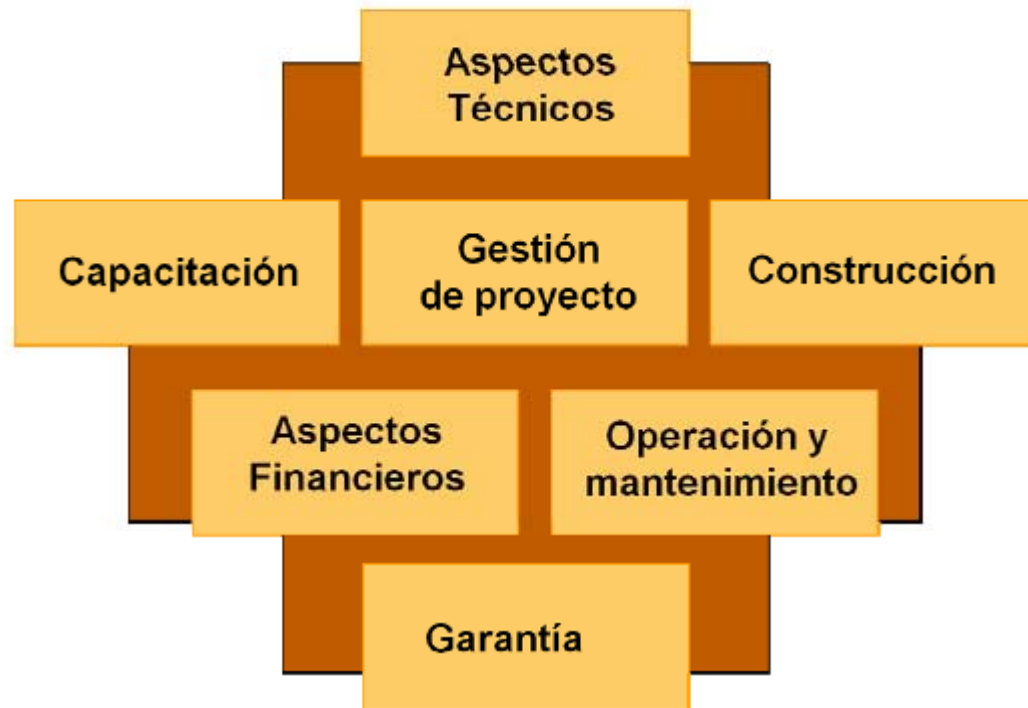 Aspectos
Técnicos
Capacitación
Gestión
de proyecto
Construcción
Aspectos
Financieros
Operación y
mantenimiento
Garantía